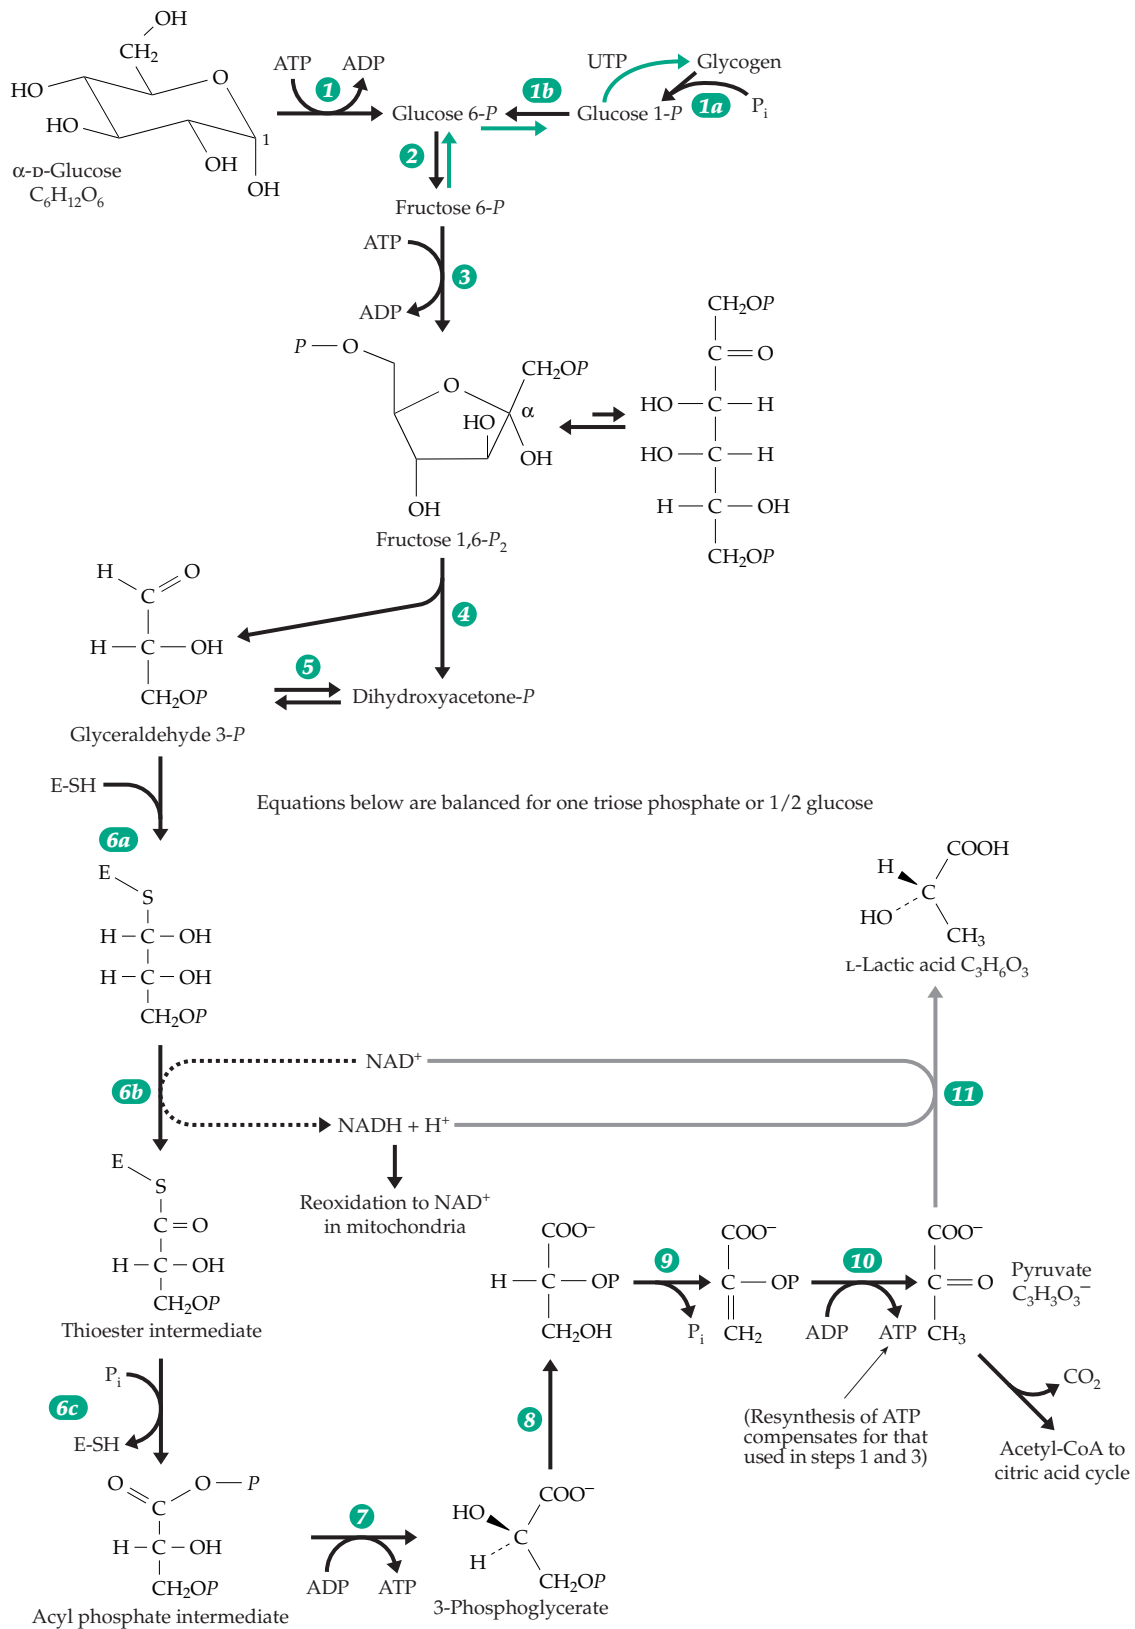 OH
CH₂
HO
O
HO
OH
1
OH
α-D-Glucose
C₆H₁₂O₆
ATP
ADP
1
Glucose 6-P
1b
UTP
Glycogen
Glucose 1-P
1a
Pᵢ
2
Fructose 6-P
ATP
3
ADP
P—O
O
CH₂OP
HO
α
OH
OH
Fructose 1,6-P₂
CH₂OP
C=O
HO—C—H
HO—C—H
H—C—OH
CH₂OP
4
H
O
C
H—C—OH
CH₂OP
Glyceraldehyde 3-P
5
Dihydroxyacetone-P
E-SH
6a
Equations below are balanced for one triose phosphate or 1/2 glucose
E
S
H—C—OH
H—C—OH
CH₂OP
H
COOH
C
HO
CH₃
L-Lactic acid C₃H₆O₃
6b
NAD⁺
NADH + H⁺
11
Reoxidation to NAD⁺
in mitochondria
E
S
C=O
H—C—OH
CH₂OP
Thioester intermediate
Pᵢ
6c
E-SH
O
O—P
C
H—C—OH
CH₂OP
Acyl phosphate intermediate
7
ADP
ATP
HO
COO⁻
C
H
CH₂OP
3-Phosphoglycerate
8
COO⁻
H—C—OP
CH₂OH
9
Pᵢ
COO⁻
C—OP
CH₂
10
ADP
ATP
(Resynthesis of ATP
compensates for that
used in steps 1 and 3)
COO⁻
C=O
CH₃
Pyruvate
C₃H₃O₃⁻
CO₂
Acetyl-CoA to
citric acid cycle